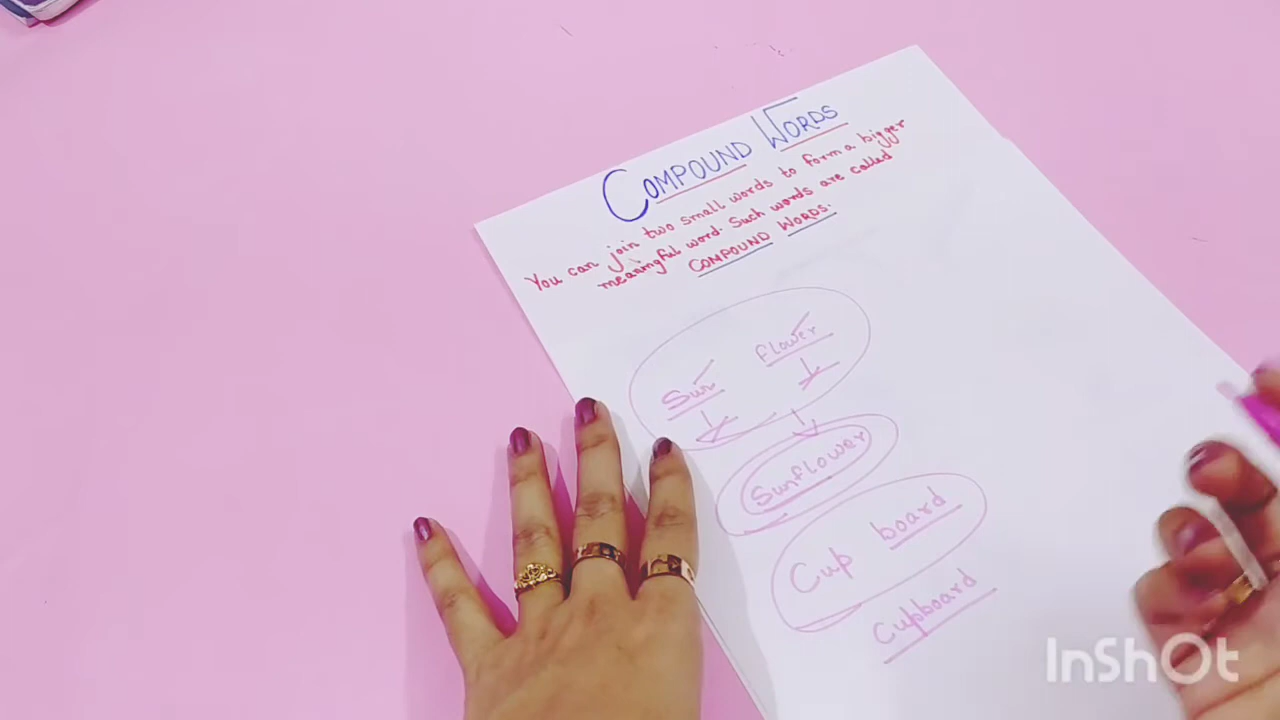 COMPOUND WORDS
You can join two small words to form a bigger
meaningful word. Such words are called
COMPOUND WORDS.
Sun flower
Sunflower
Cup board
Cupboard
InShOt